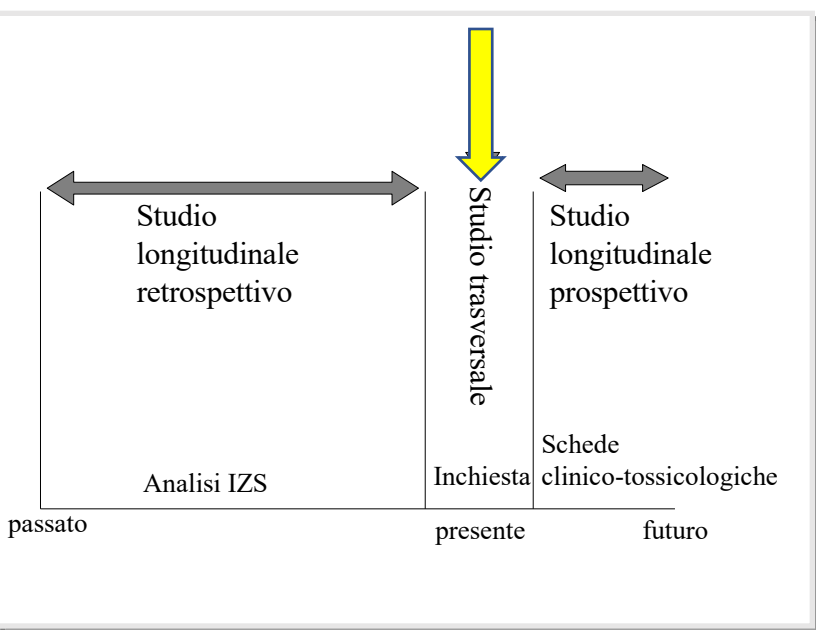 Studio
longitudinale
retrospettivo
Studio trasversale
Studio
longitudinale
prospettivo
Analisi IZS
Inchiesta
Schede
clinico-tossicologiche
passato
presente
futuro